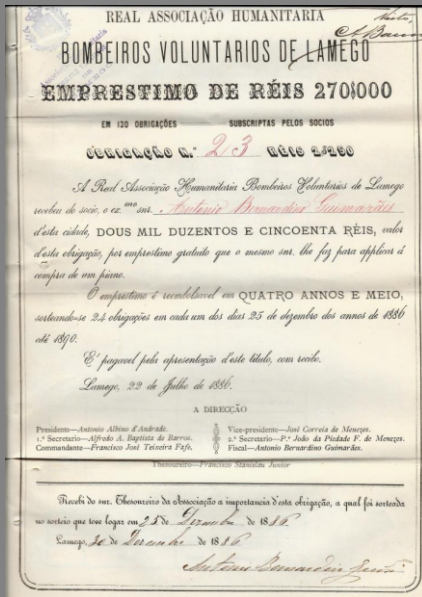 REAL ASSOCIAÇÃO HUMANITARIA
Visto,
BOMBEIROS VOLUNTARIOS DE LAMEGO
EMPRESTIMO DE RÉIS 270$000
EM 120 OBRIGAÇÕES SUBSCRIPTAS PELOS SOCIOS
OBRIGAÇÃO N.º 23 RÉIS 2$250
A Real Associação Humanitaria Bombeiros Voluntarios de Lamego
recebeu do socio, o ex.mo snr. Antonio Bernardino Guimarães
d'esta cidade, DOUS MIL DUZENTOS E CINCOENTA RÉIS, valor
d'esta obrigação, por emprestimo gratuito que o mesmo snr. lhe faz para applicar á
compra de um piano.
O emprestimo é reembolsavel em QUATRO ANNOS E MEIO,
sorteando-se 24 obrigações em cada um dos dias 25 de dezembro dos annos de 1886
até 1890.
E' pagavel pela apresentação d'este titulo, com recibo.
Lamego, 22 de Julho de 1886.
A DIRECÇÃO
Presidente—Antonio Albino d'Andrade.
1.º Secretario—Alfredo A. Baptista de Barros.
Commandante—Francisco José Teixeira Fafe.
Vice-presidente—José Correia de Menezes.
2.º Secretario—P.e João da Piedade F. de Menezes.
Fiscal—Antonio Bernardino Guimarães.
Thesoureiro—Francisco Stanislau Junior
Recebi do snr. Thesoureiro da Associação a importancia d'esta obrigação, a qual foi sorteada
no sorteio que teve logar em 25 de Dezembro de 1886
Lamego, 30 de Dezembro de 1886
Antonio Bernardino